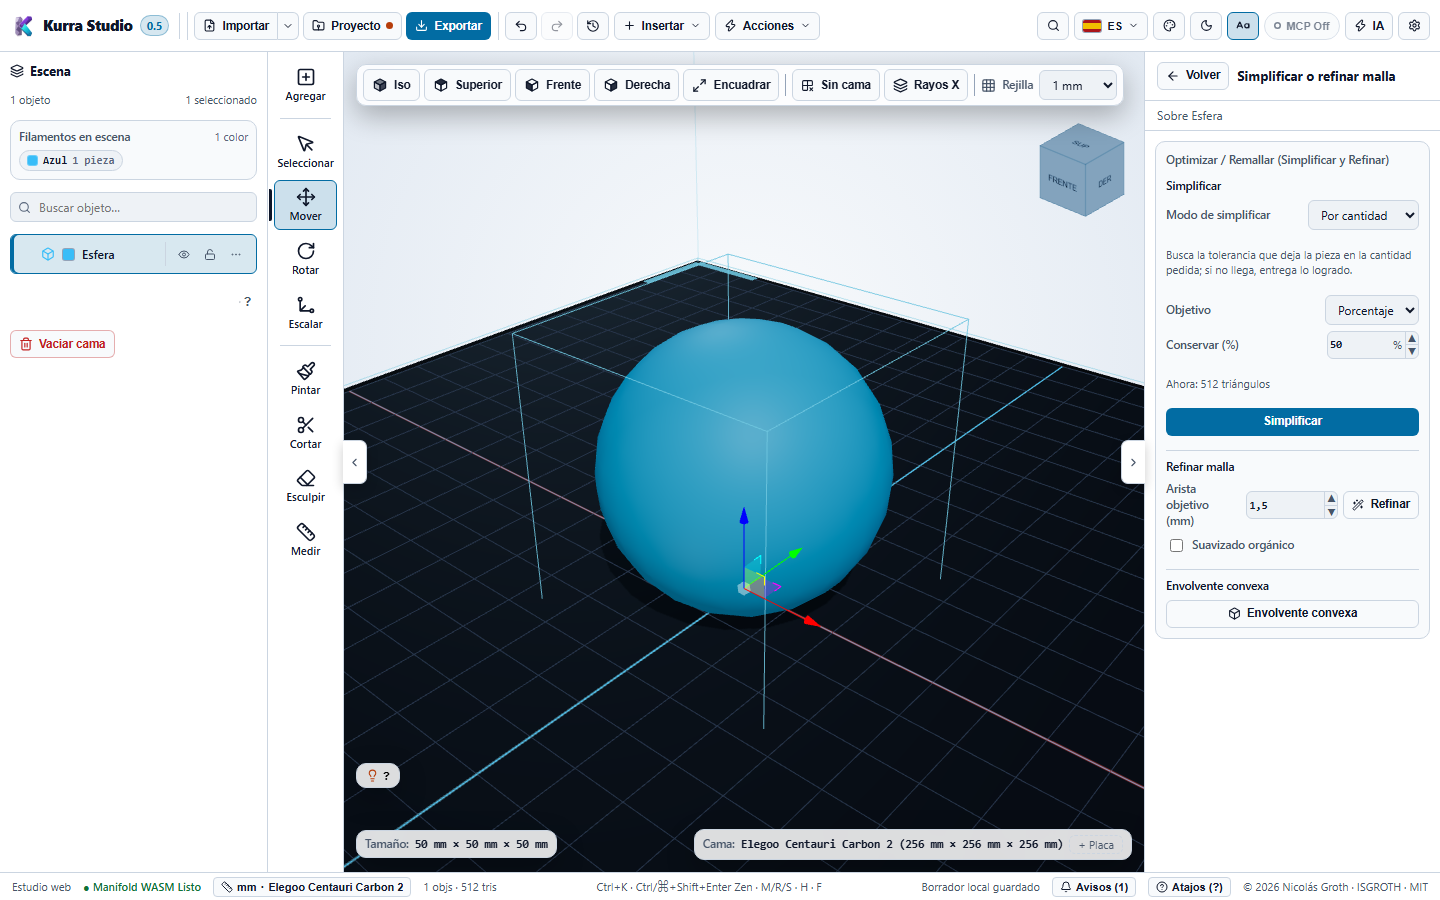 Kurra Studio 0.5
Importar
Proyecto
Exportar
Insertar
Acciones
ES
Aa
MCP Off
IA
Escena
1 objeto
1 seleccionado
Filamentos en escena
1 color
Azul 1 pieza
Buscar objeto...
Esfera
?
Vaciar cama
Agregar
Seleccionar
Mover
Rotar
Escalar
Pintar
Cortar
Esculpir
Medir
Iso
Superior
Frente
Derecha
Encuadrar
Sin cama
Rayos X
Rejilla
1 mm
SUP
FRENTE
DER
?
Tamaño: 50 mm × 50 mm × 50 mm
Cama: Elegoo Centauri Carbon 2 (256 mm × 256 mm × 256 mm)
+ Placa
Volver
Simplificar o refinar malla
Sobre Esfera
Optimizar / Remallar (Simplificar y Refinar)
Simplificar
Modo de simplificar
Por cantidad
Busca la tolerancia que deja la pieza en la cantidad
pedida; si no llega, entrega lo logrado.
Objetivo
Porcentaje
Conservar (%)
50 %
Ahora: 512 triángulos
Simplificar
Refinar malla
Arista
objetivo
(mm)
1,5
Refinar
Suavizado orgánico
Envolvente convexa
Envolvente convexa
Estudio web
● Manifold WASM Listo
mm · Elegoo Centauri Carbon 2
1 objs · 512 tris
Ctrl+K · Ctrl/⌘+Shift+Enter Zen · M/R/S · H · F
Borrador local guardado
Avisos (1)
Atajos (?)
© 2026 Nicolás Groth · ISGROTH · MIT